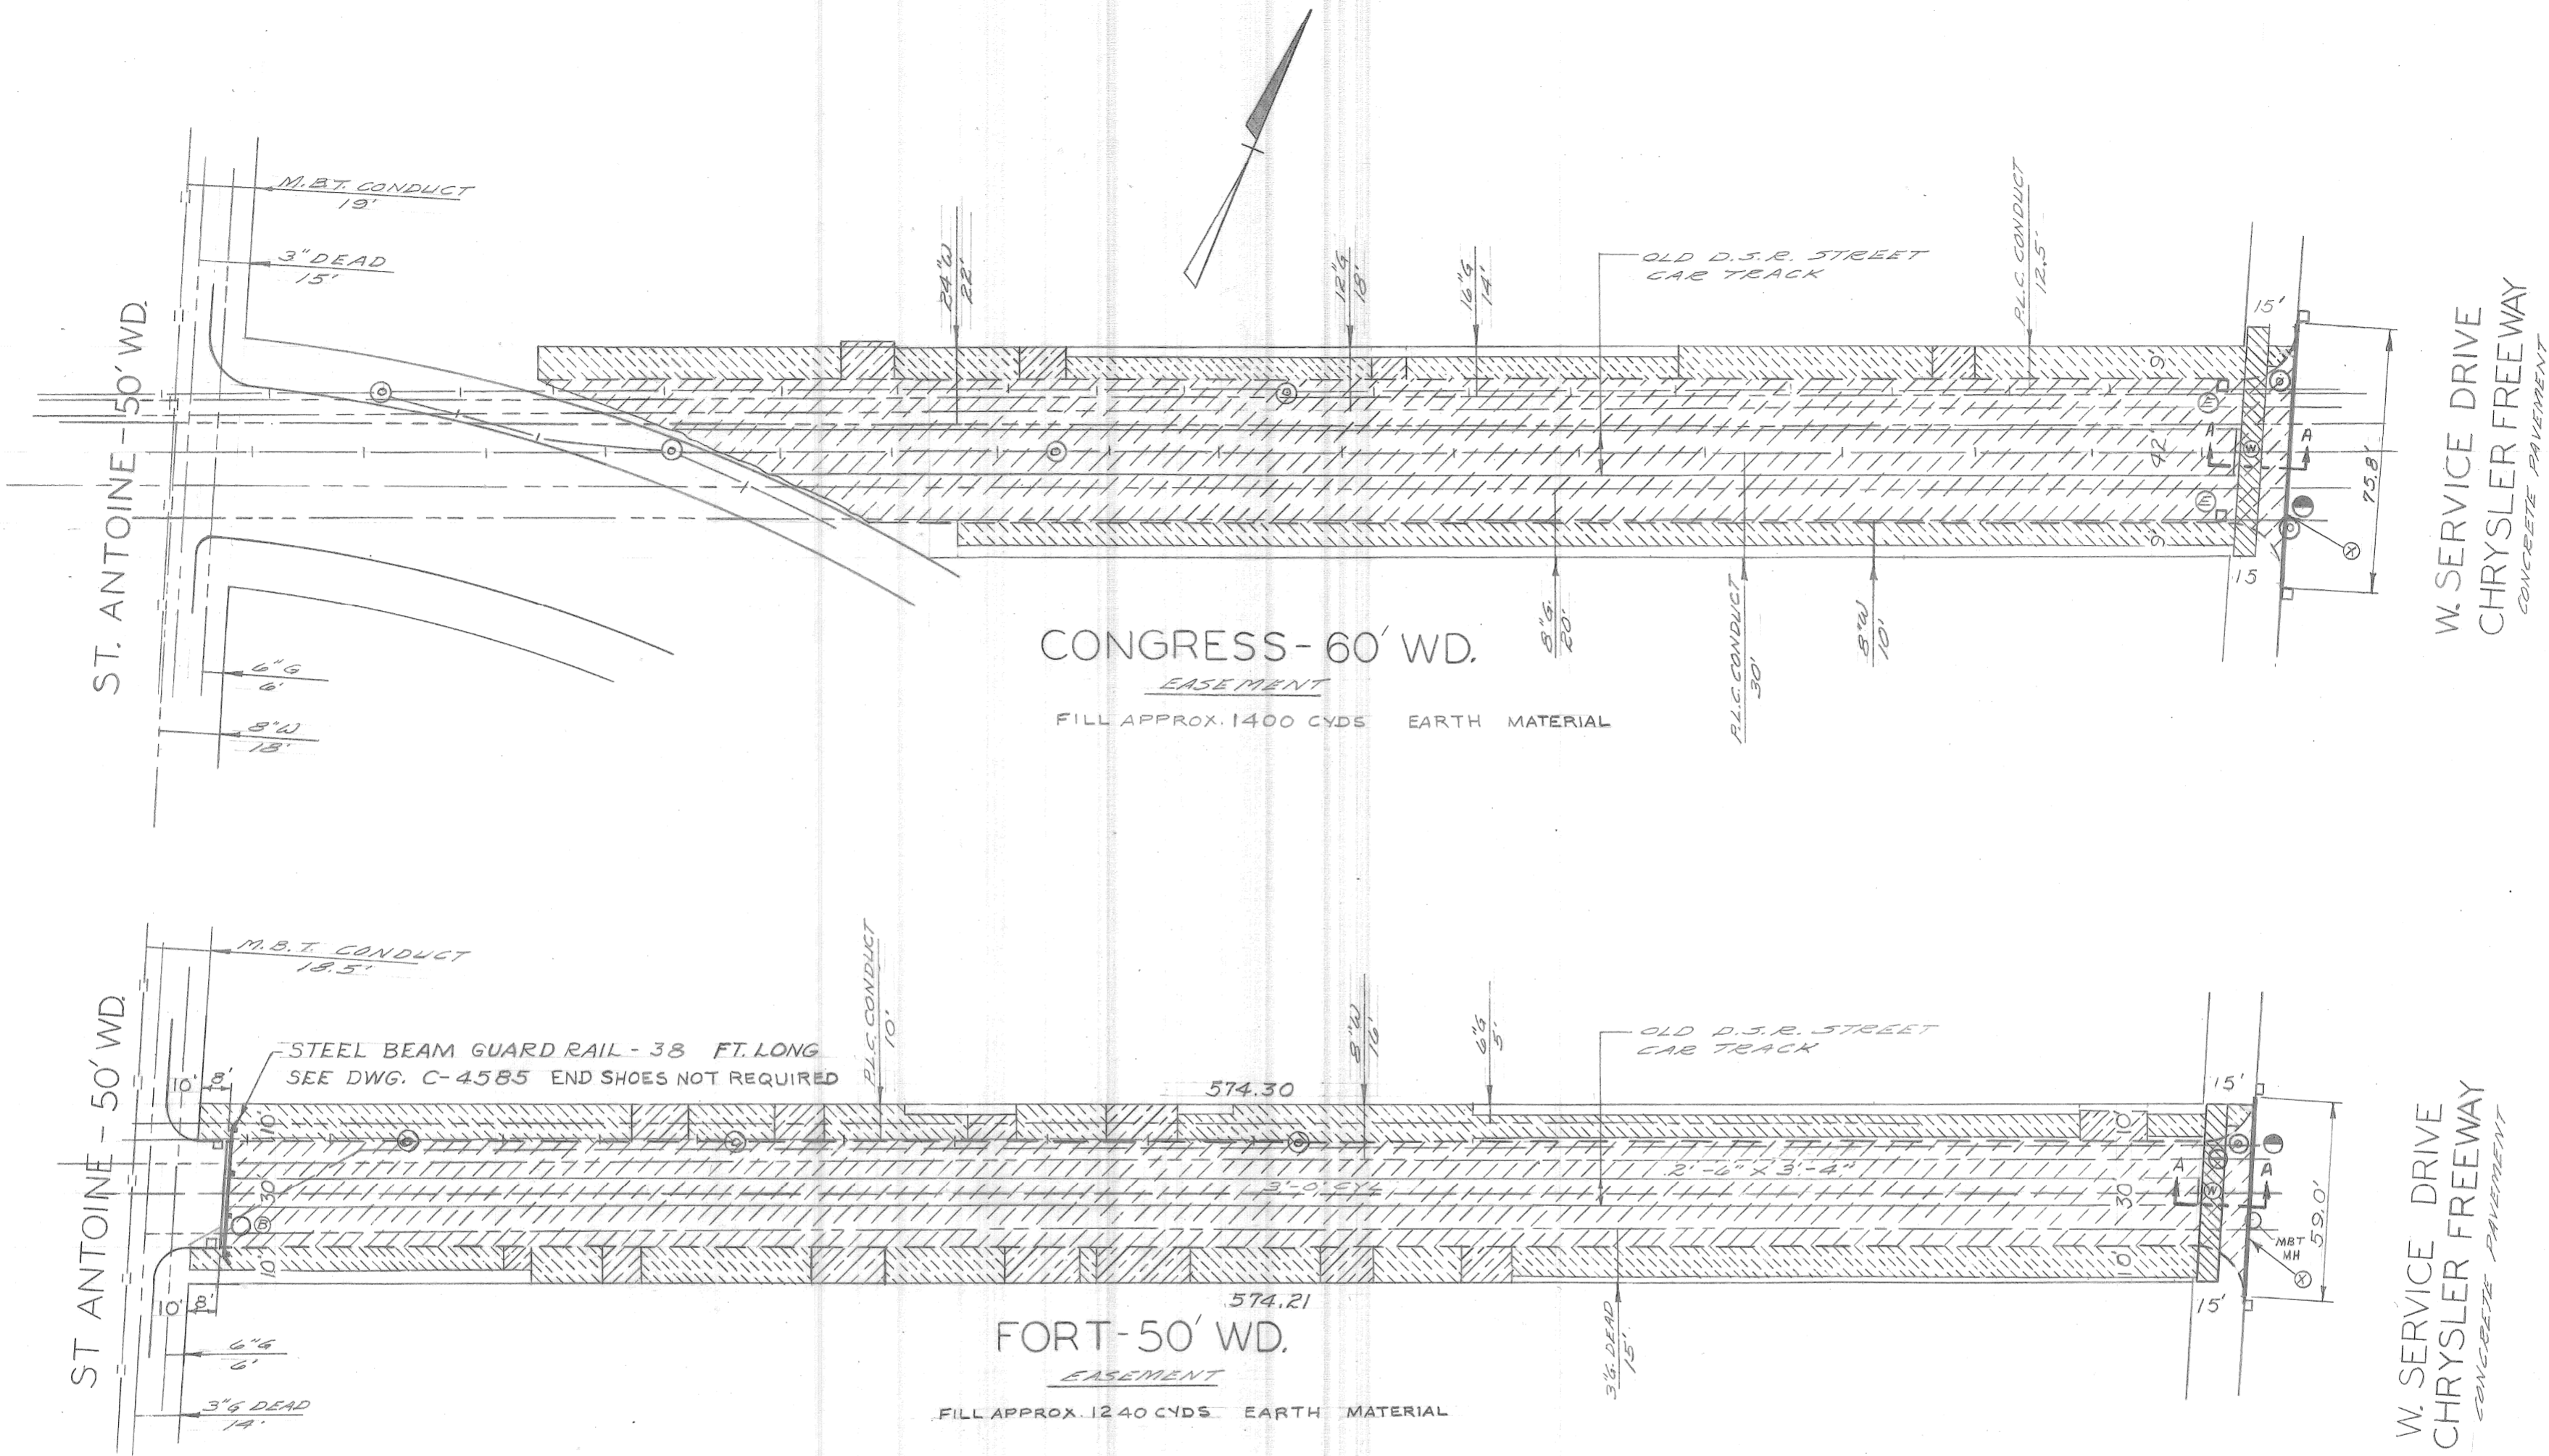 M.B.T. CONDUCT
19'
3" DEAD
15'
ST. ANTOINE-50' WD.
6"G
6'
8"W
18'
24"W
22'
12"G
18'
16"G
14'
OLD D.S.R. STREET
CAR TRACK
P.L.C. CONDUCT
12.5'
15'
9'
E
A
A
42'
W
E
9'
15
X
75.8'
W. SERVICE DRIVE
CHRYSLER FREEWAY
CONCRETE PAVEMENT
8"G.
20'
P.L.C. CONDUCT
30'
8"W
10'
CONGRESS-60' WD.
EASEMENT
FILL APPROX. 1400 CYDS EARTH MATERIAL
M.B.T. CONDUCT
18.5'
ST ANTOINE-50' WD.
STEEL BEAM GUARD RAIL - 38 FT. LONG
SEE DWG. C-4585 END SHOES NOT REQUIRED
10'
8'
10'
30'
B
10'
10'
8'
6"G
6'
3"G DEAD
14'
P.L.C. CONDUCT
10'
574.30
8"W
16'
6"G
5'
OLD D.S.R. STREET
CAR TRACK
2'-6" X 3'-4"
3'-0" CYL.
15'
10'
A
A
30
10'
MBT
MH
X
59.0'
15'
W. SERVICE DRIVE
CHRYSLER FREEWAY
CONCRETE PAVEMENT
574.21
3"G. DEAD
15'
FORT-50' WD.
EASEMENT
FILL APPROX. 1240 CYDS EARTH MATERIAL